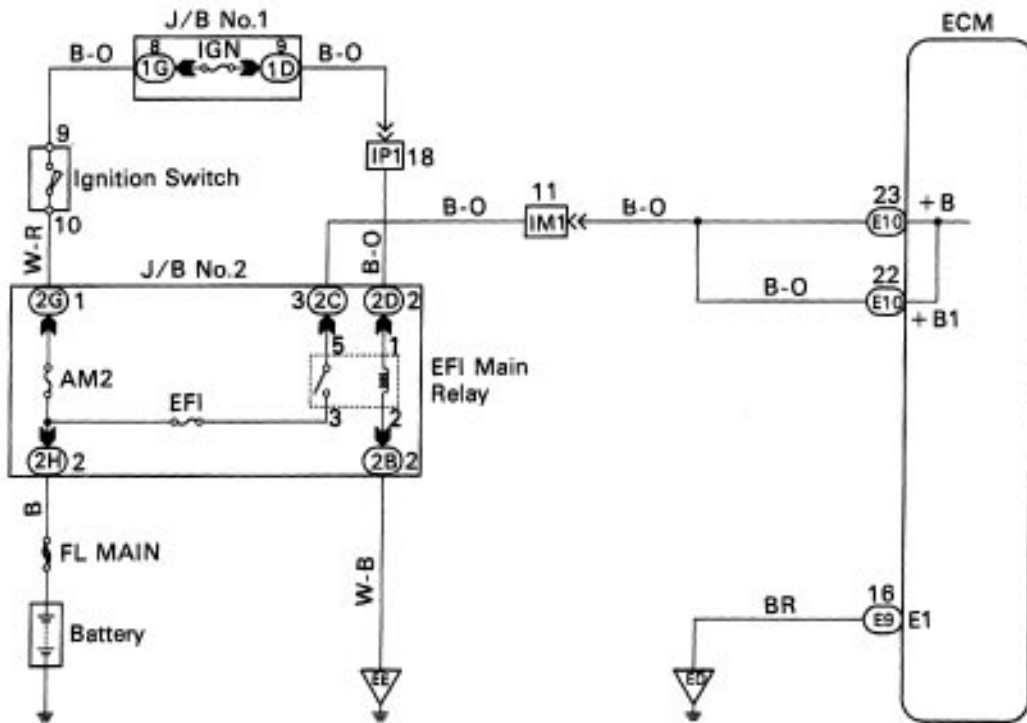 J/B No.1
ECM
8 IGN 9
B-O 1G 1D B-O
9
IP1 18
Ignition Switch
10
11
23
+B
B-O IM1 B-O E10
W-R
B-O
J/B No.2
22
2G 1 3 2C 2D 2 B-O E10
+B1
5 1
AM2
EFI Main
Relay
EFI
3 2
2H 2 2B 2
B
FL MAIN
W-B
16
BR E9 E1
Battery
EE ED